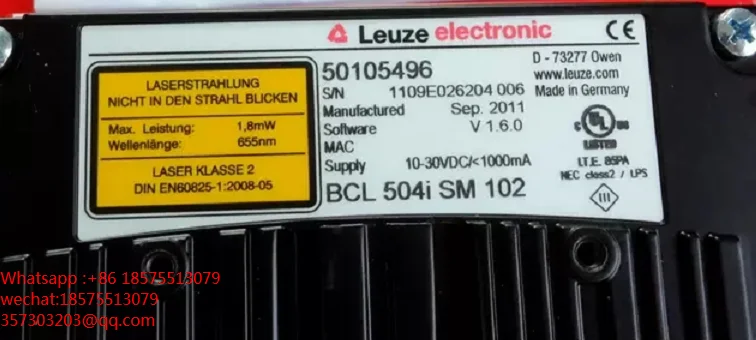 Leuze electronic
CE
LASERSTRAHLUNG
NICHT IN DEN STRAHL BLICKEN
Max. Leistung: 1,8mW
Wellenlänge: 655nm
LASER KLASSE 2
DIN EN60825-1:2008-05
50105496
S/N 1109E026204 006
Manufactured Sep. 2011
Software V 1.6.0
MAC
Supply 10-30VDC/<1000mA
BCL 504i SM 102
D - 73277 Owen
www.leuze.com
Made in Germany
c UL us
LISTED
I.T.E. 85PA
NEC class2 / LPS
III
Whatsapp :+86 18575513079
wechat:18575513079
357303203@qq.com